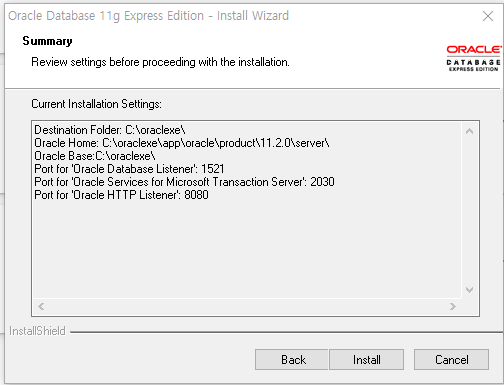 Oracle Database 11g Express Edition - Install Wizard
Summary
Review settings before proceeding with the installation.
ORACLE
DATABASE
EXPRESS EDITION
Current Installation Settings:
Destination Folder: C:\oraclexe\
Oracle Home: C:\oraclexe\app\oracle\product\11.2.0\server\
Oracle Base:C:\oraclexe\
Port for 'Oracle Database Listener': 1521
Port for 'Oracle Services for Microsoft Transaction Server': 2030
Port for 'Oracle HTTP Listener': 8080
InstallShield
Back
Install
Cancel